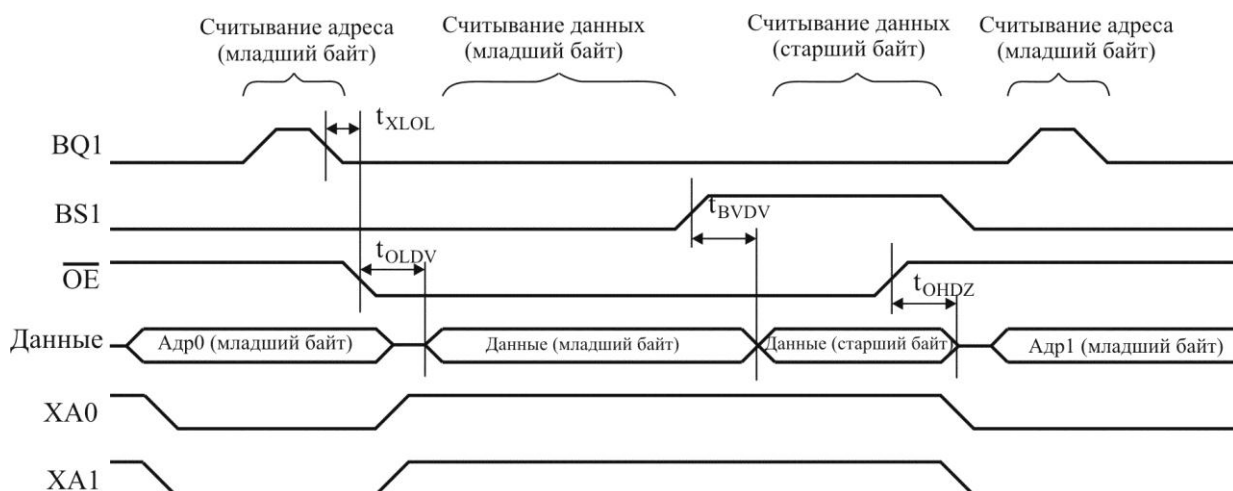 Считывание адреса
(младший байт)
Считывание данных
(младший байт)
Считывание данных
(старший байт)
Считывание адреса
(младший байт)
BQ1
tXLOL
BS1
tBVDV
OE
tOLDV
tOHDZ
Данные
Адр0 (младший байт)
Данные (младший байт)
Данные (старший байт)
Адр1 (младший байт)
XA0
XA1